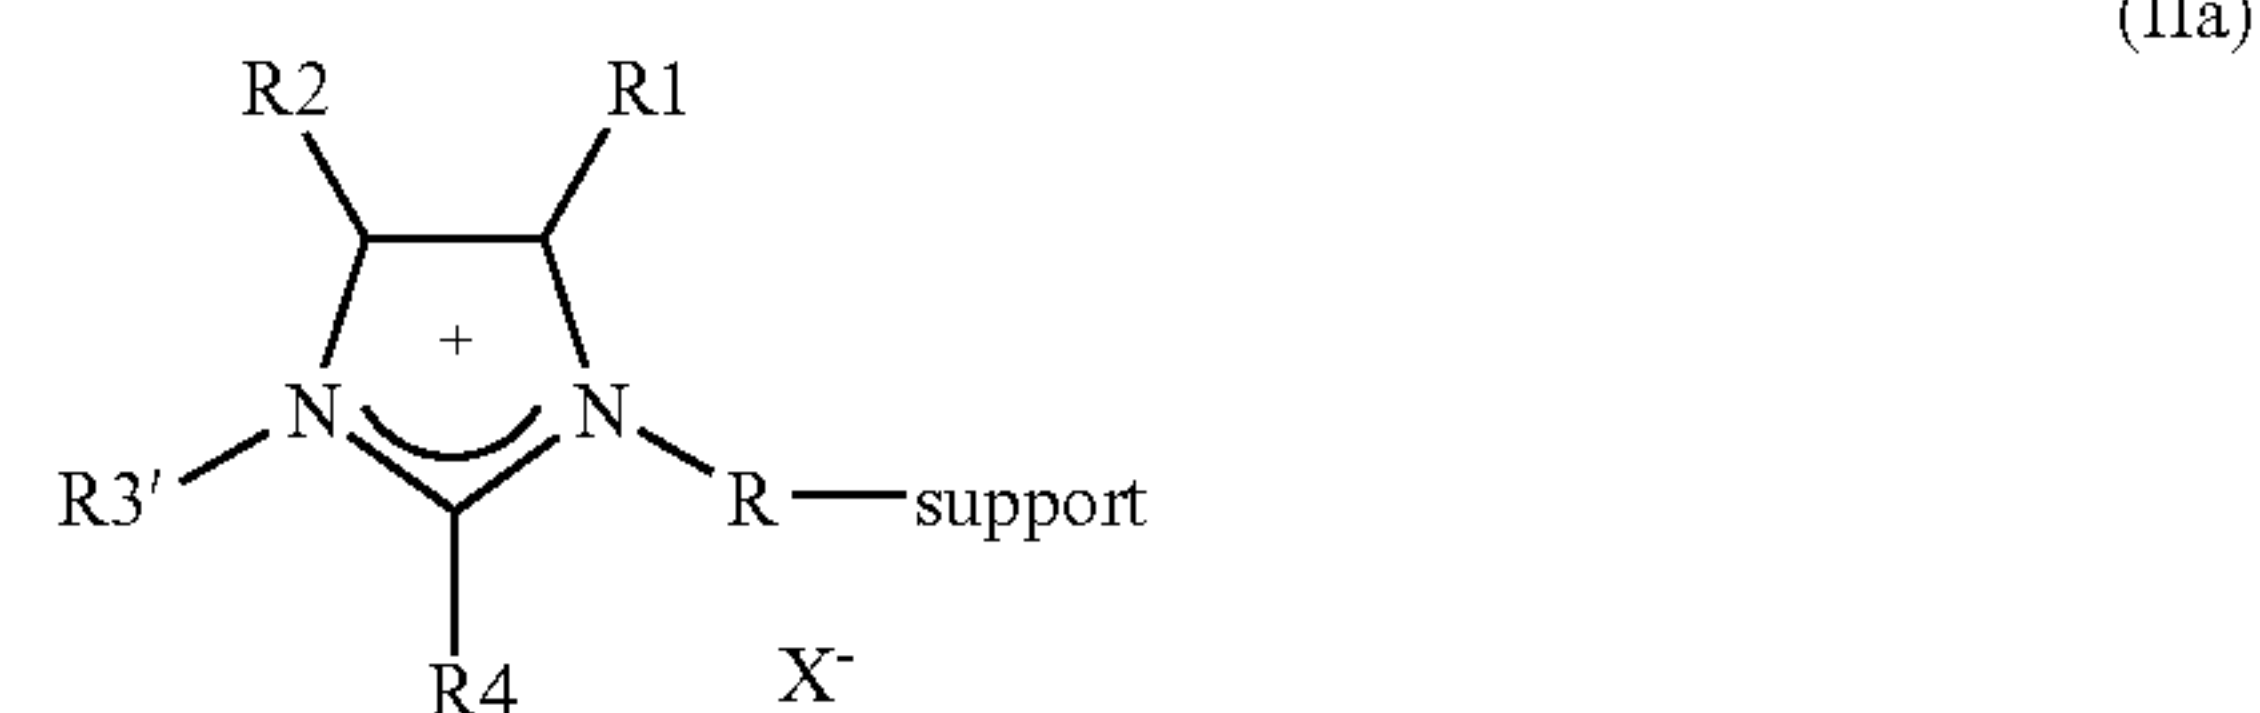 (IIa)
R2 R1
+
N N
R3′ R support
R4 X-